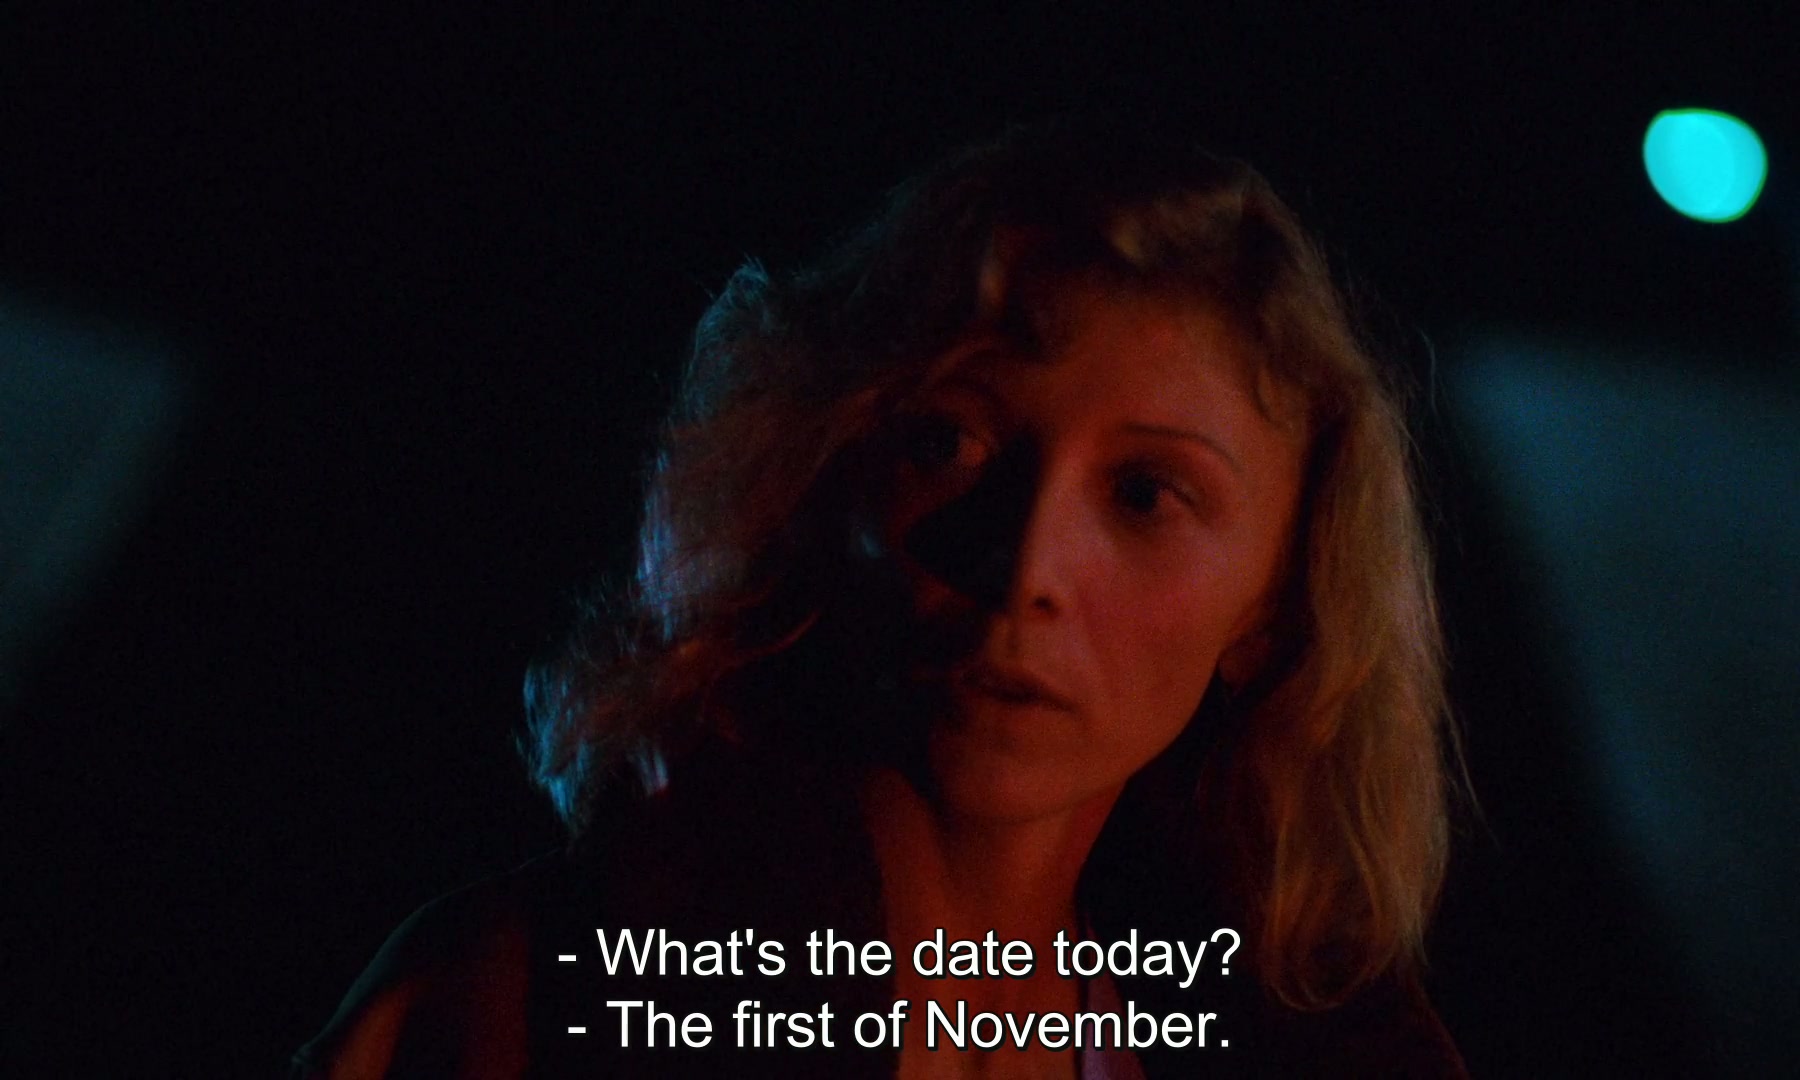 - What's the date today?
- The first of November.